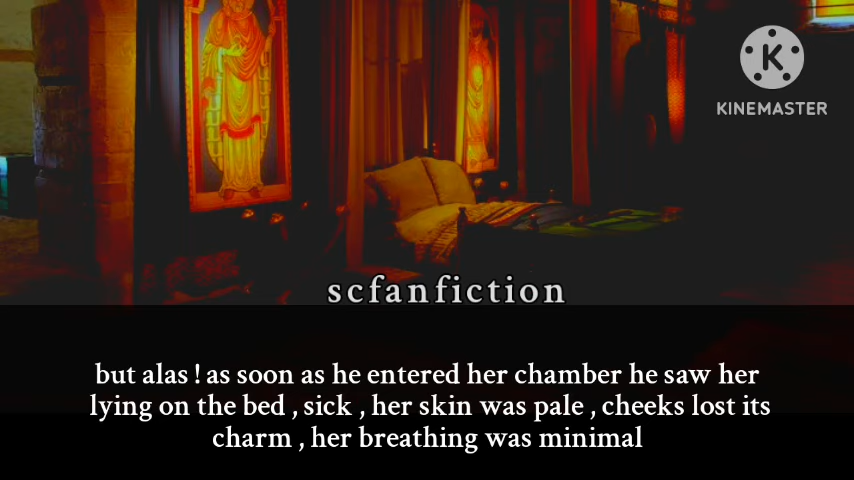 KINEMASTER
scfanfiction
but alas ! as soon as he entered her chamber he saw her
lying on the bed , sick , her skin was pale , cheeks lost its
charm , her breathing was minimal